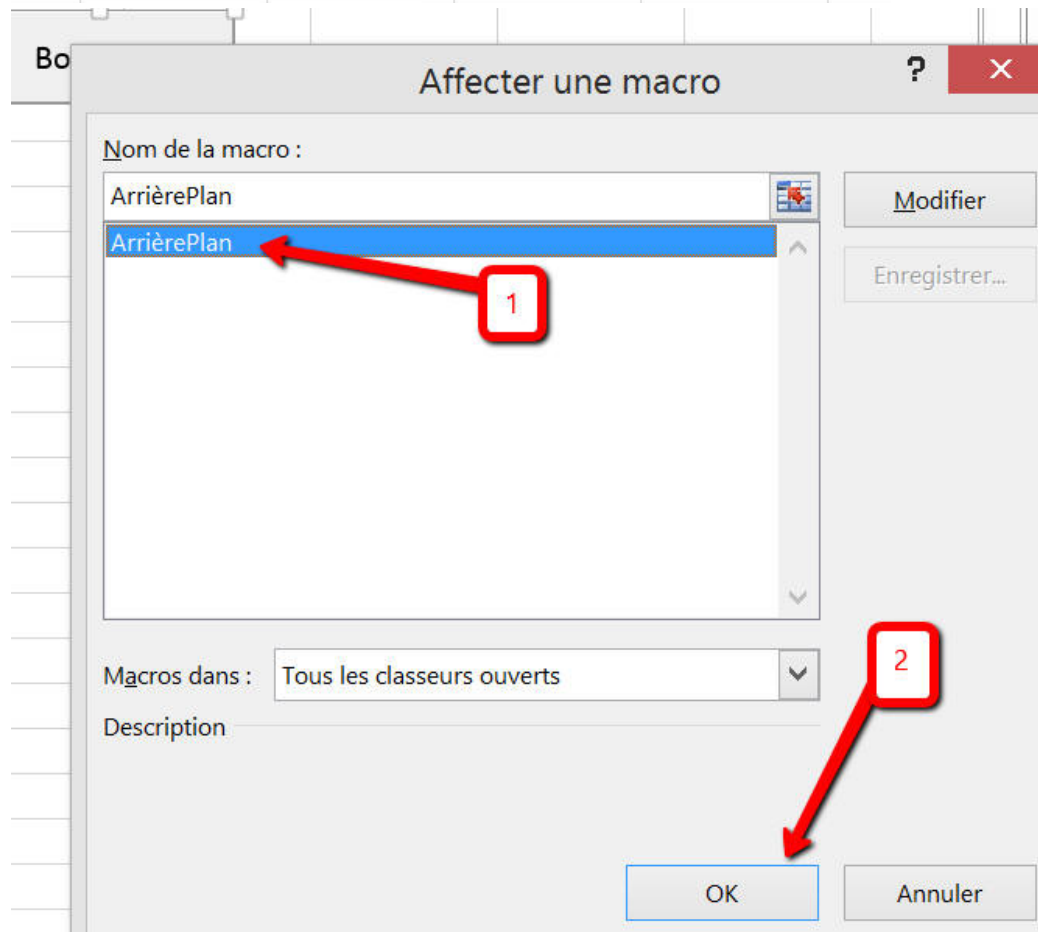 Bo
Affecter une macro
?
Nom de la macro :
ArrièrePlan
Modifier
ArrièrePlan
Enregistrer...
1
Macros dans :
Tous les classeurs ouverts
2
Description
OK
Annuler